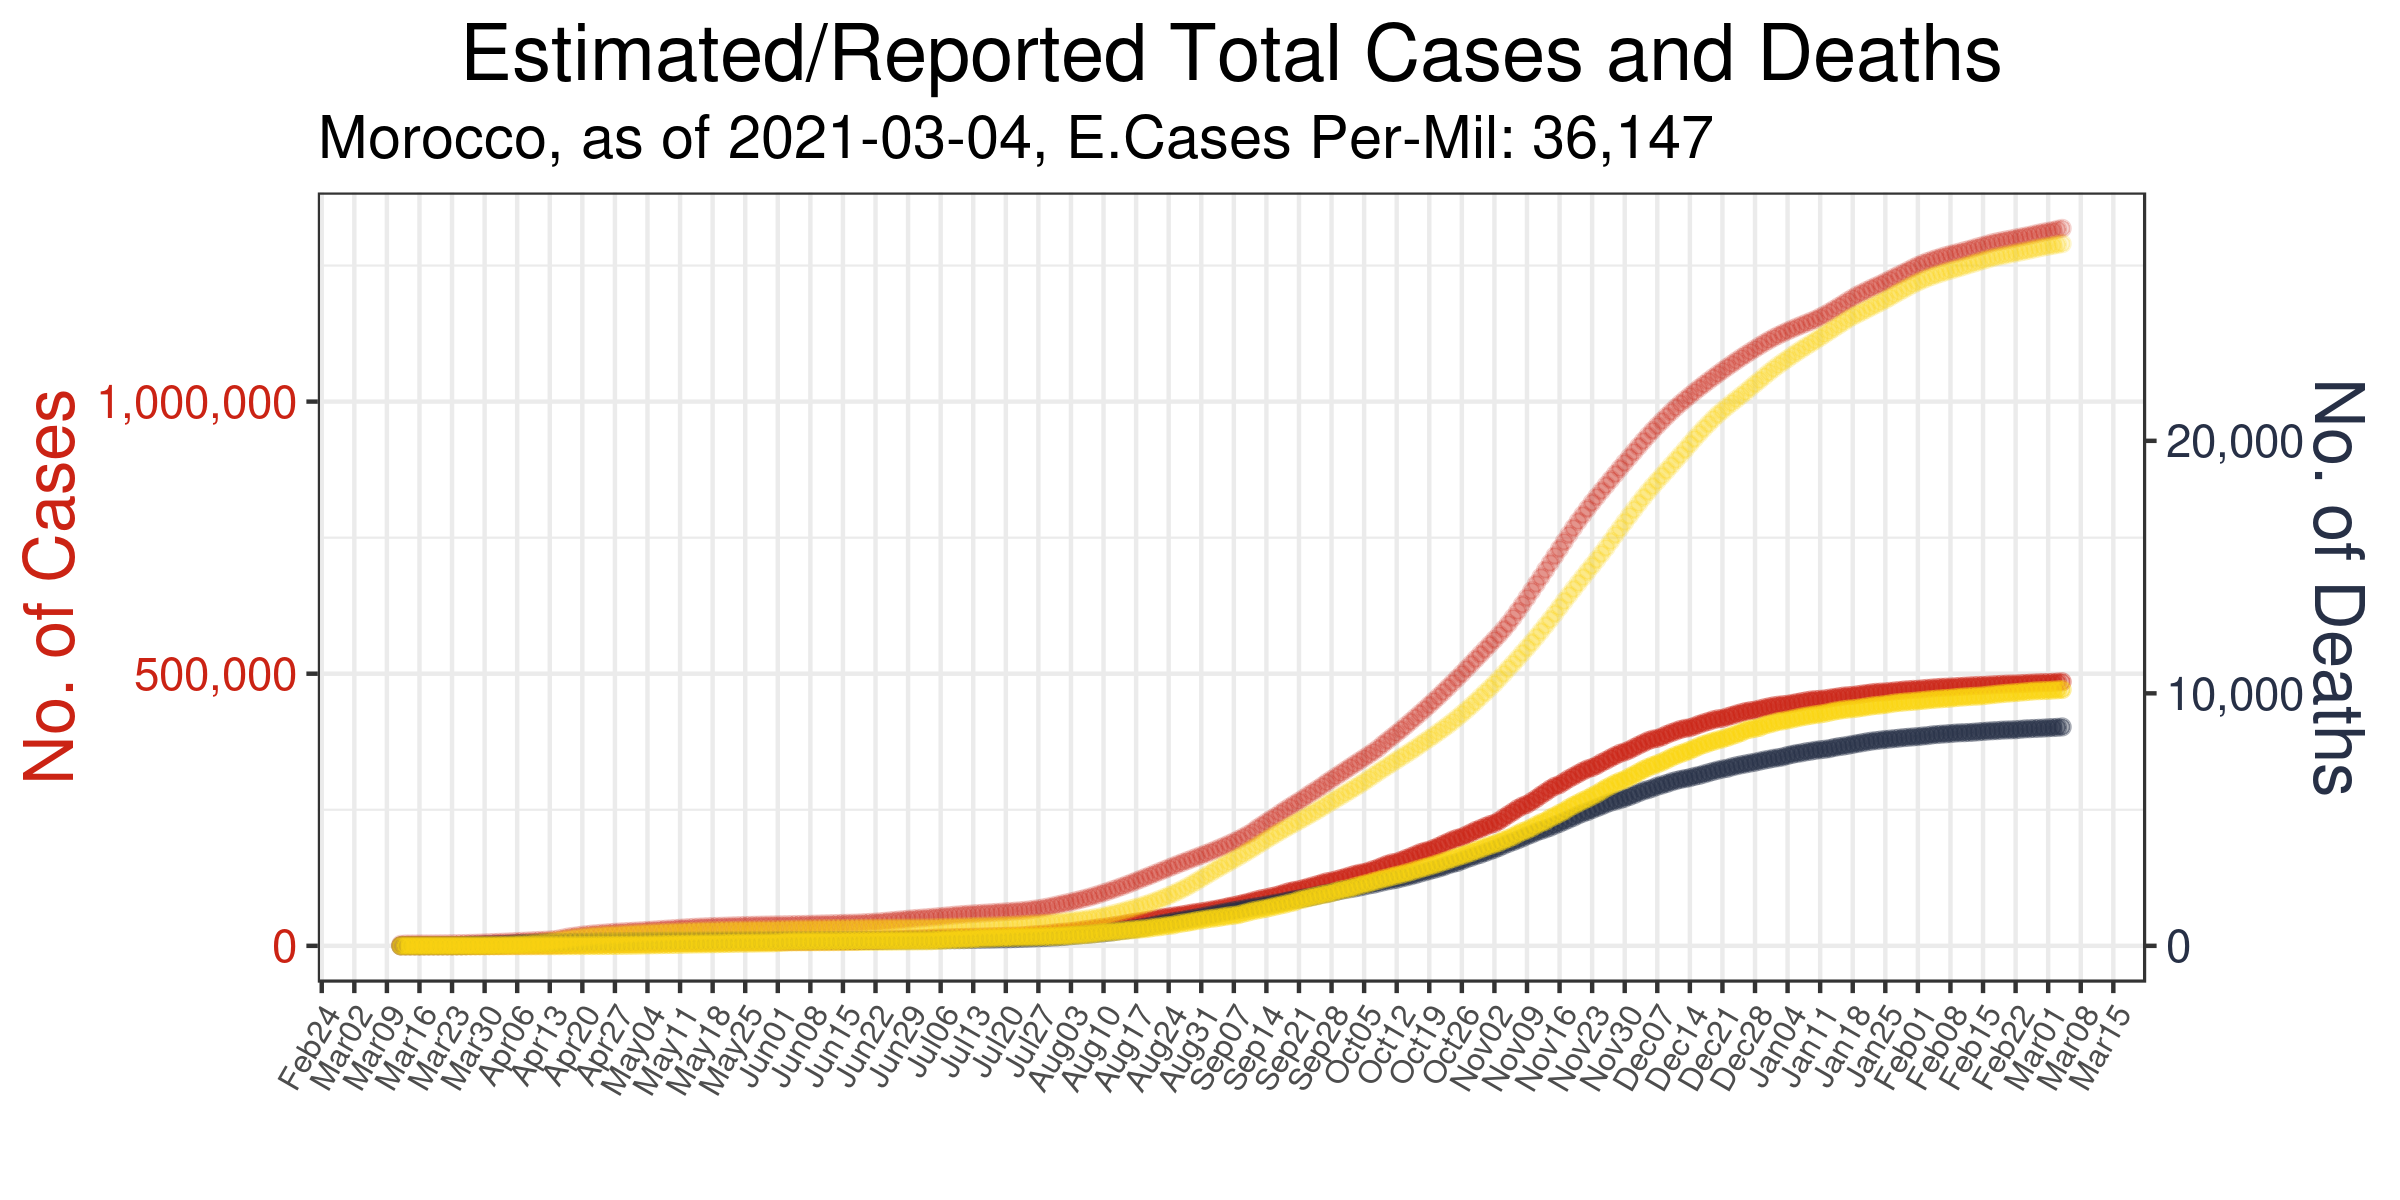 Estimated/Reported Total Cases and Deaths
Morocco, as of 2021-03-04, E.Cases Per-Mil: 36,147
No. of Cases
1,000,000
500,000
0
20,000
10,000
0
No. of Deaths
Feb24
Mar02
Mar09
Mar16
Mar23
Mar30
Apr06
Apr13
Apr20
Apr27
May04
May11
May18
May25
Jun01
Jun08
Jun15
Jun22
Jun29
Jul06
Jul13
Jul20
Jul27
Aug03
Aug10
Aug17
Aug24
Aug31
Sep07
Sep14
Sep21
Sep28
Oct05
Oct12
Oct19
Oct26
Nov02
Nov09
Nov16
Nov23
Nov30
Dec07
Dec14
Dec21
Dec28
Jan04
Jan11
Jan18
Jan25
Feb01
Feb08
Feb15
Feb22
Mar01
Mar08
Mar15